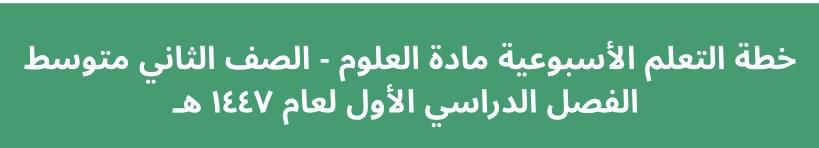 خطة التعلم الأسبوعية مادة العلوم - الصف الثاني متوسط
الفصل الدراسي الأول لعام ١٤٤٧ هـ